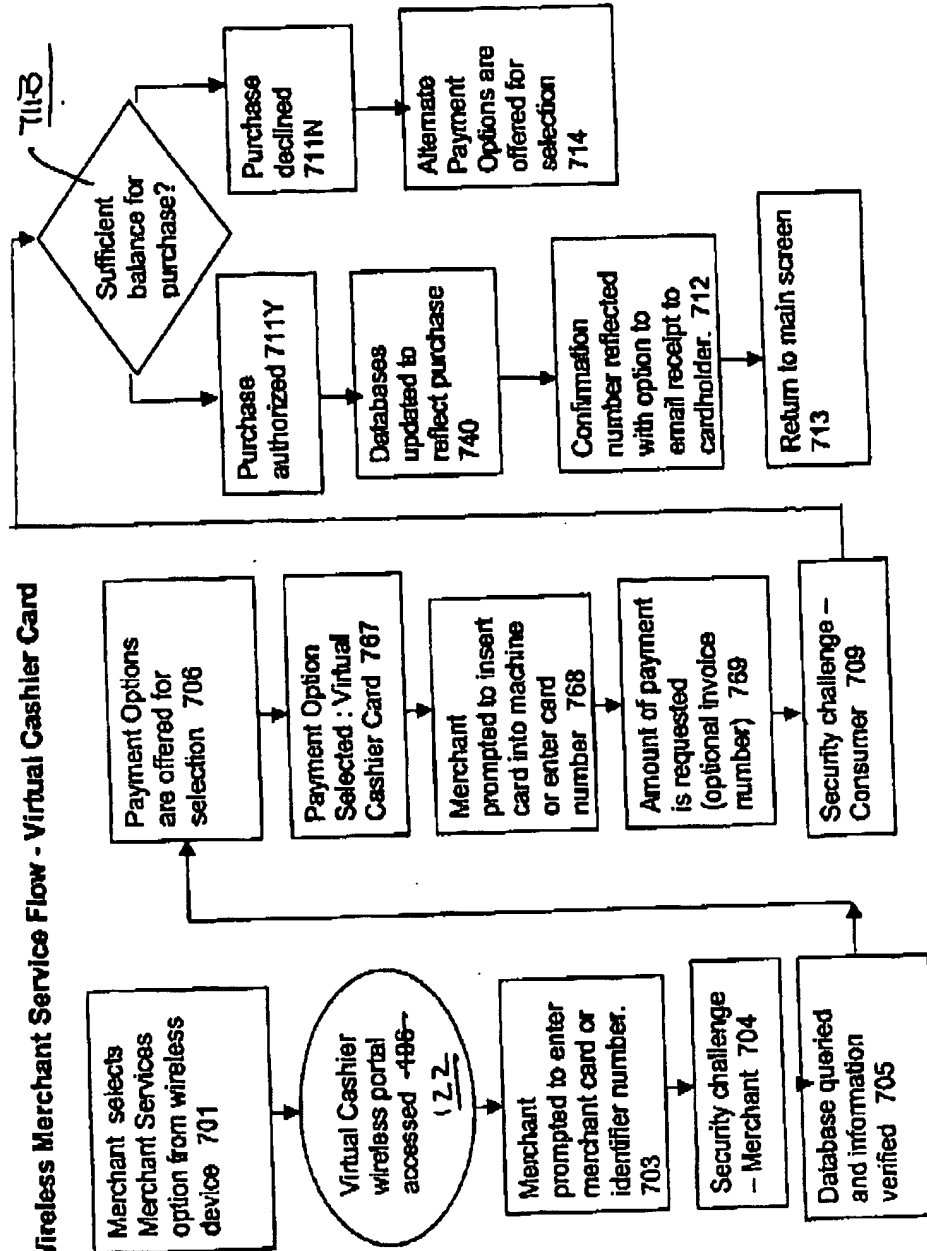 Wireless Merchant Service Flow - Virtual Cashier Card
Merchant selects
Merchant Services
option from wireless
device 701
Virtual Cashier
wireless portal
accessed 406
122
Merchant
prompted to enter
merchant card or
identifier number.
703
Security challenge
– Merchant 704
Database queried
and information
verified 705
Payment Options
are offered for
selection 706
Payment Option
Selected : Virtual
Cashier Card 767
Merchant
prompted to insert
card into machine
or enter card
number 768
Amount of payment
is requested
(optional invoice
number) 769
Security challenge –
Consumer 709
Sufficient
balance for
purchase?
711B
Purchase
authorized 711Y
Databases
updated to
reflect purchase
740
Confirmation
number reflected
with option to
email receipt to
cardholder. 712
Return to main screen
713
Purchase
declined
711N
Alternate
Payment
Options are
offered for
selection
714